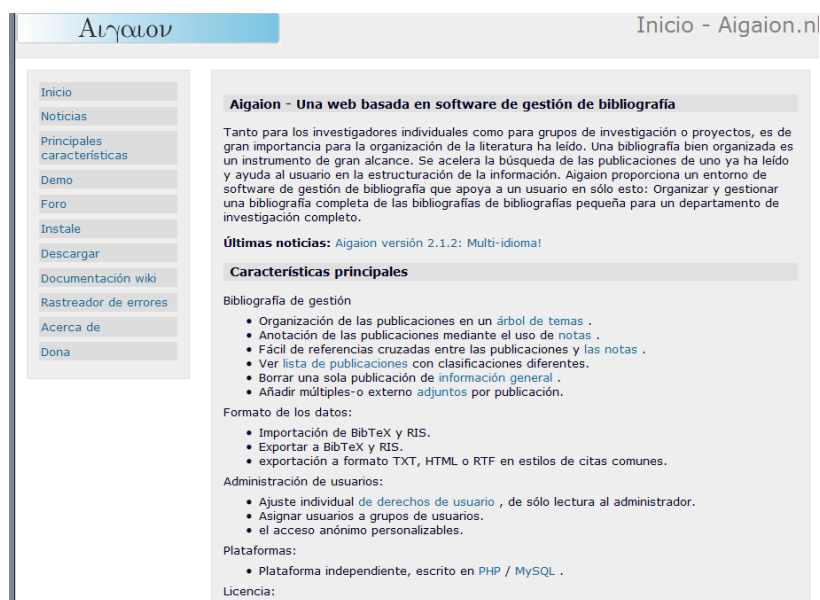 Αιγαιον
Inicio - Aigaion.nl
Inicio
Noticias
Principales
características
Demo
Foro
Instale
Descargar
Documentación wiki
Rastreador de errores
Acerca de
Dona
Aigaion - Una web basada en software de gestión de bibliografía
Tanto para los investigadores individuales como para grupos de investigación o proyectos, es de
gran importancia para la organización de la literatura ha leído. Una bibliografía bien organizada es
un instrumento de gran alcance. Se acelera la búsqueda de las publicaciones de uno ya ha leído
y ayuda al usuario en la estructuración de la información. Aigaion proporciona un entorno de
software de gestión de bibliografía que apoya a un usuario en sólo esto: Organizar y gestionar
una bibliografía completa de las bibliografías de bibliografías pequeña para un departamento de
investigación completo.
Últimas noticias: Aigaion versión 2.1.2: Multi-idioma!
Características principales
Bibliografía de gestión
• Organización de las publicaciones en un árbol de temas .
• Anotación de las publicaciones mediante el uso de notas .
• Fácil de referencias cruzadas entre las publicaciones y las notas .
• Ver lista de publicaciones con clasificaciones diferentes.
• Borrar una sola publicación de información general .
• Añadir múltiples-o externo adjuntos por publicación.
Formato de los datos:
• Importación de BibTeX y RIS.
• Exportar a BibTeX y RIS.
• exportación a formato TXT, HTML o RTF en estilos de citas comunes.
Administración de usuarios:
• Ajuste individual de derechos de usuario , de sólo lectura al administrador.
• Asignar usuarios a grupos de usuarios.
• el acceso anónimo personalizables.
Plataformas:
• Plataforma independiente, escrito en PHP / MySQL .
Licencia: